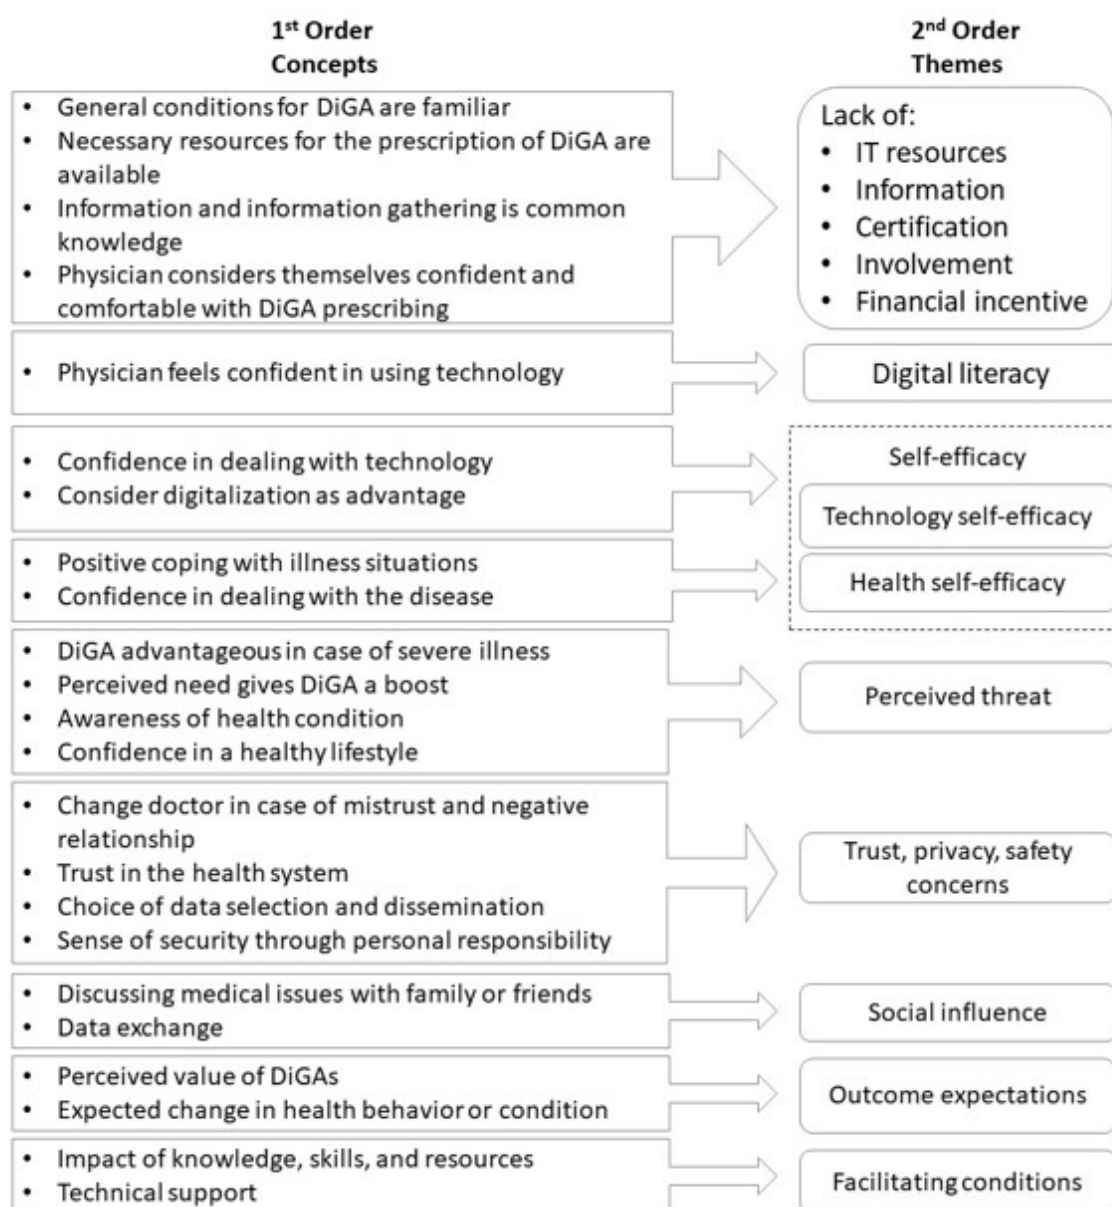 1st Order
Concepts
2nd Order
Themes
• General conditions for DiGA are familiar
• Necessary resources for the prescription of DiGA are
available
• Information and information gathering is common
knowledge
• Physician considers themselves confident and
comfortable with DiGA prescribing
Lack of:
• IT resources
• Information
• Certification
• Involvement
• Financial incentive
• Physician feels confident in using technology
Digital literacy
• Confidence in dealing with technology
• Consider digitalization as advantage
Self-efficacy
Technology self-efficacy
• Positive coping with illness situations
• Confidence in dealing with the disease
Health self-efficacy
• DiGA advantageous in case of severe illness
• Perceived need gives DiGA a boost
• Awareness of health condition
• Confidence in a healthy lifestyle
Perceived threat
• Change doctor in case of mistrust and negative
relationship
• Trust in the health system
• Choice of data selection and dissemination
• Sense of security through personal responsibility
Trust, privacy, safety
concerns
• Discussing medical issues with family or friends
• Data exchange
Social influence
• Perceived value of DiGAs
• Expected change in health behavior or condition
Outcome expectations
• Impact of knowledge, skills, and resources
• Technical support
Facilitating conditions